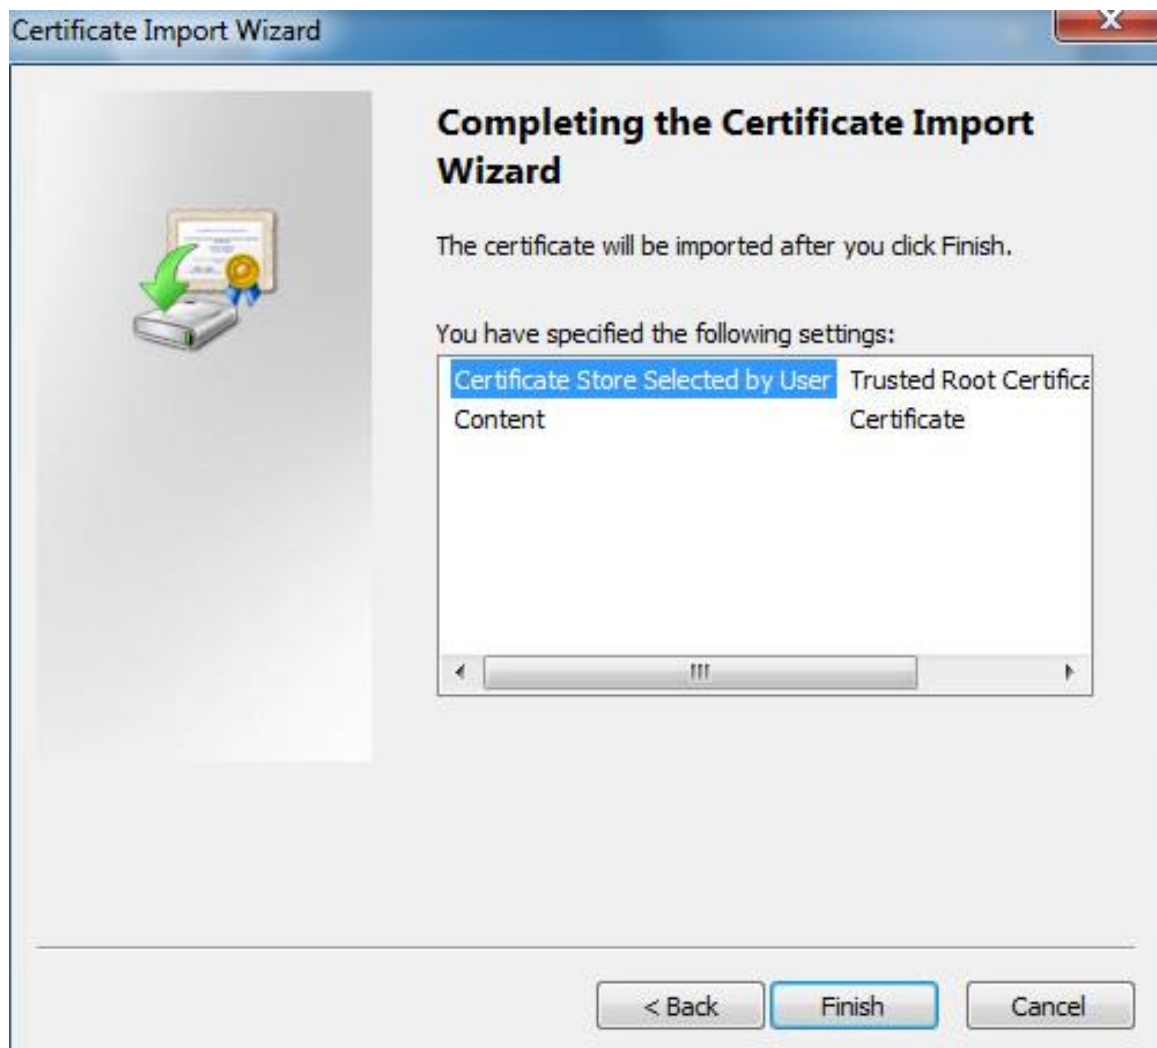 Certificate Import Wizard
Completing the Certificate Import
Wizard
The certificate will be imported after you click Finish.
You have specified the following settings:
Certificate Store Selected by User Trusted Root Certifica
Content Certificate
< Back Finish Cancel